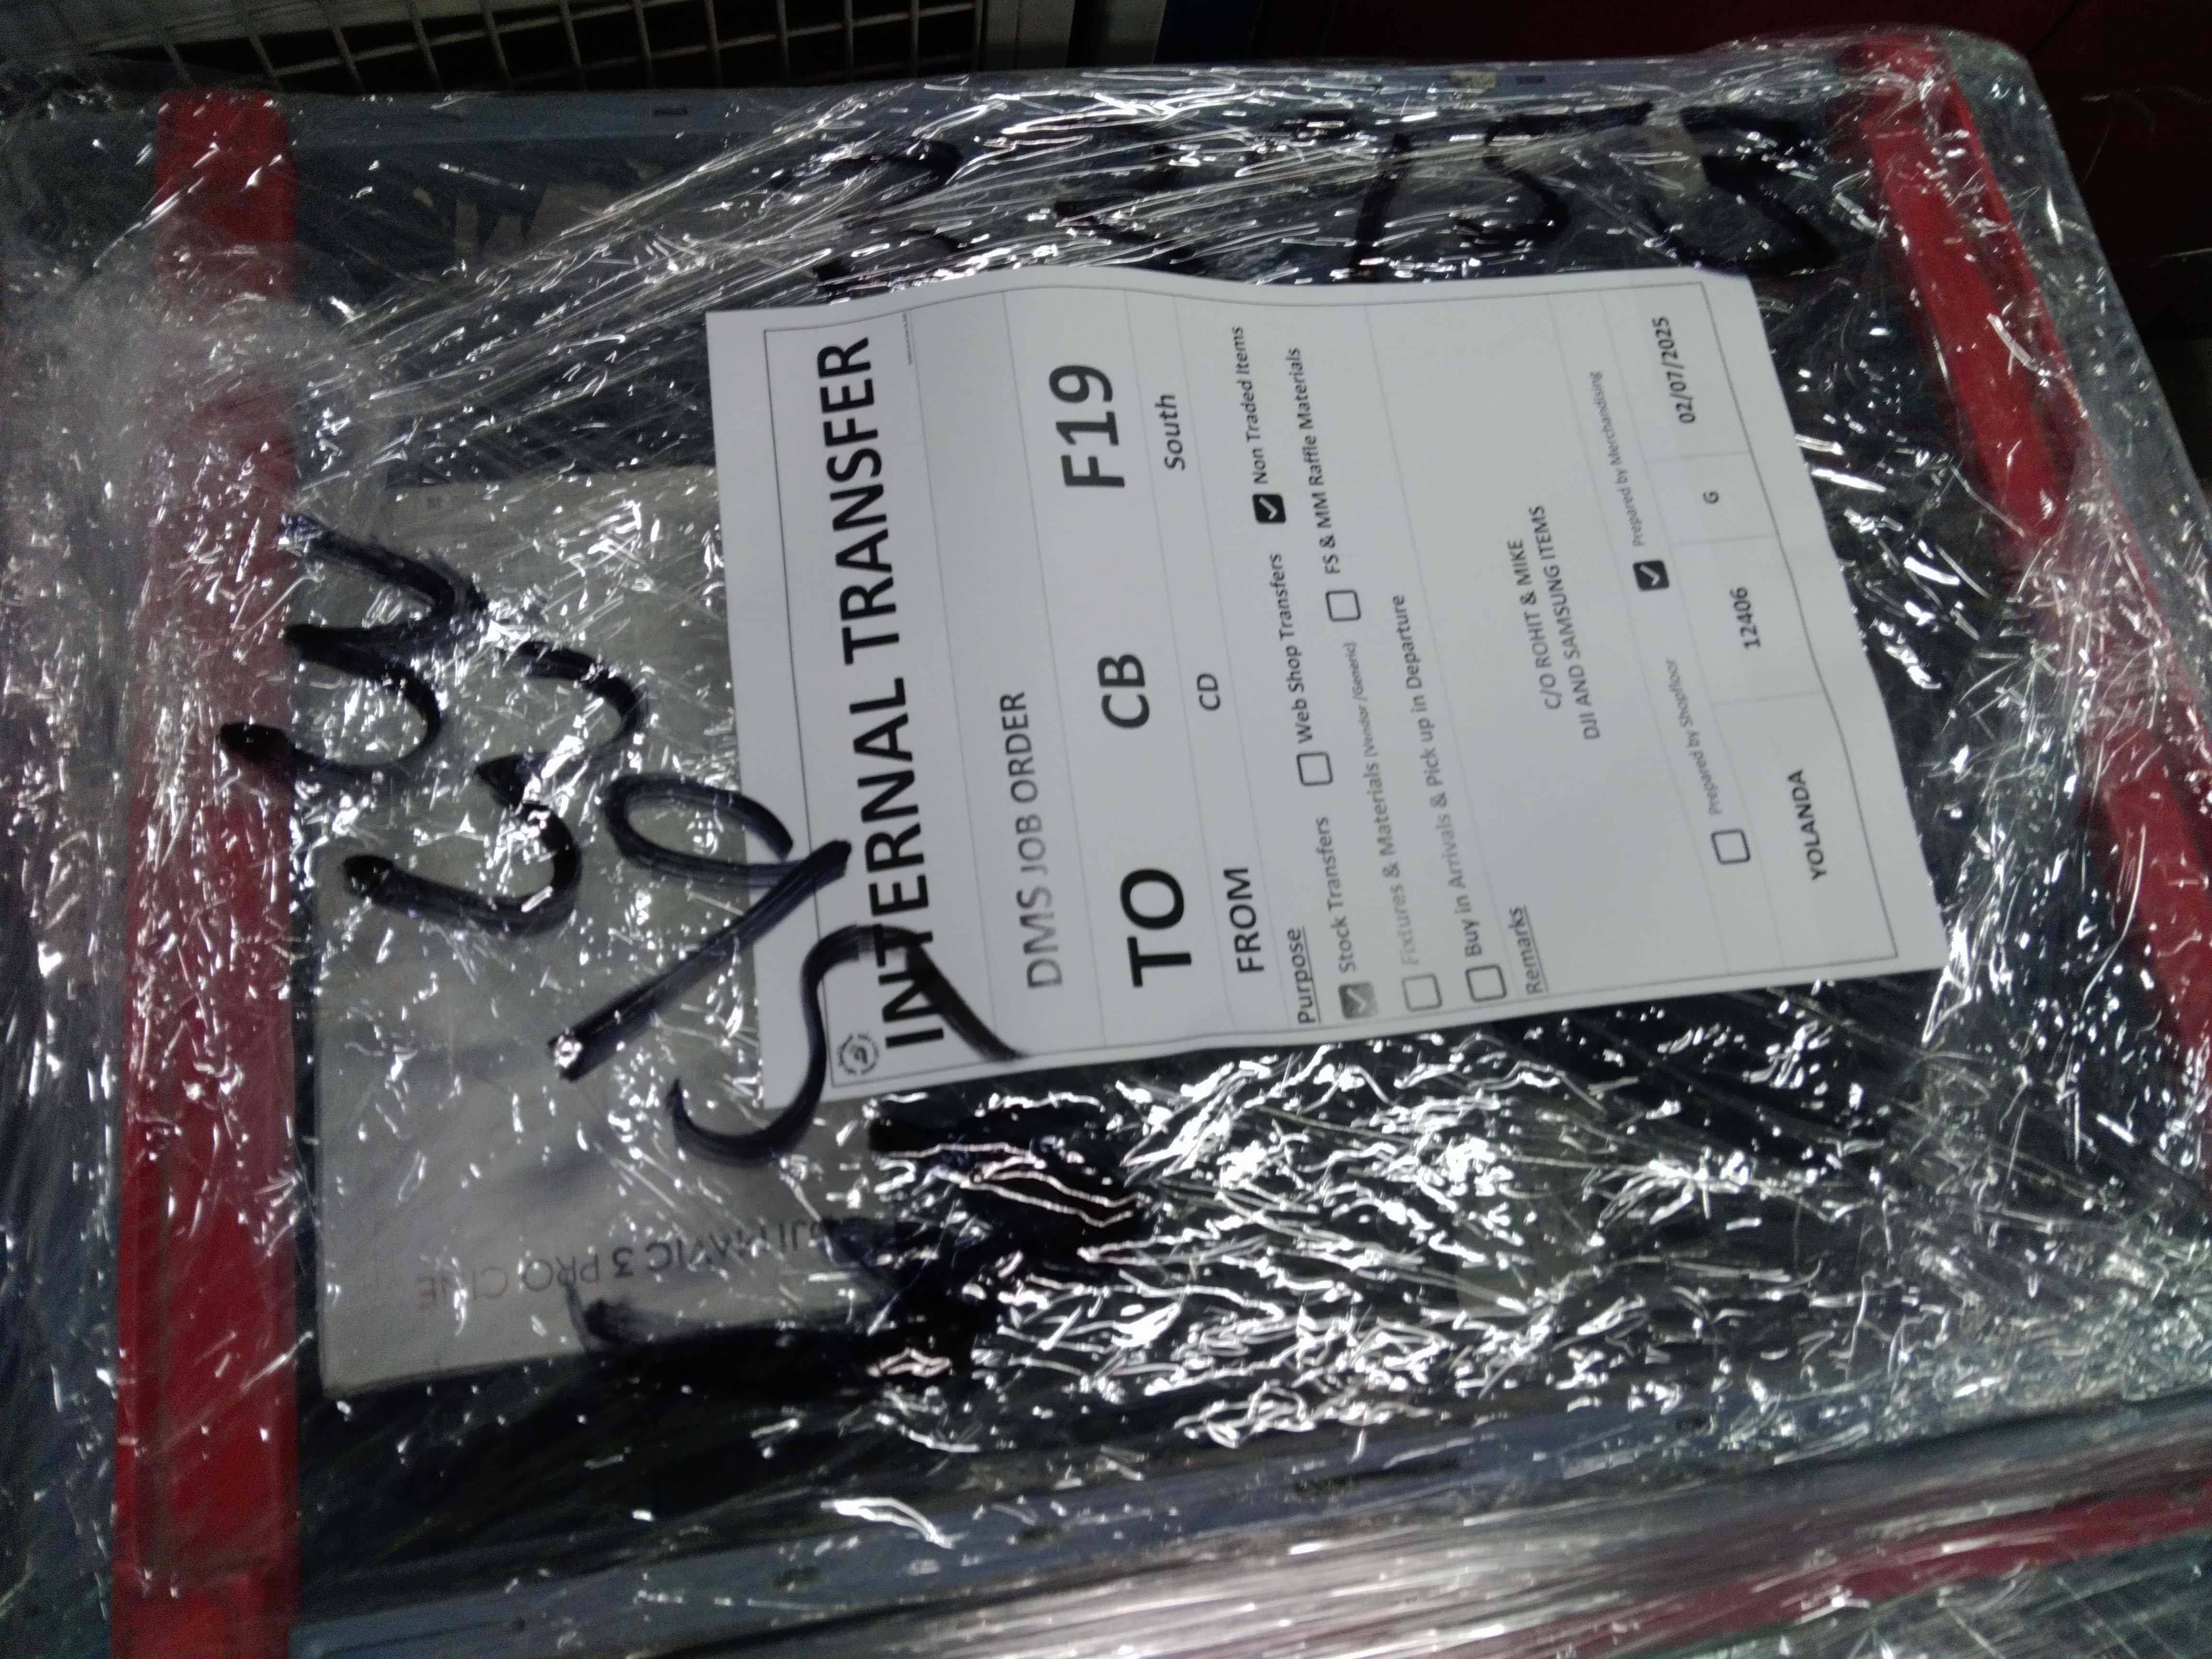 INTERNAL TRANSFER
DMS JOB ORDER
TO CB F19
FROM CD South
Purpose
Stock Transfers Web Shop Transfers Non Traded Items
Fixtures & Materials (Vendor /Generic) FS & MM Raffle Materials
Buy in Arrivals & Pick up in Departure
Remarks
C/O ROHIT & MIKE
DJI AND SAMSUNG ITEMS
Prepared by Shopfloor Prepared by Merchandising
YOLANDA 12406 G 02/07/2025
DJI MAVIC 3 PRO CINE